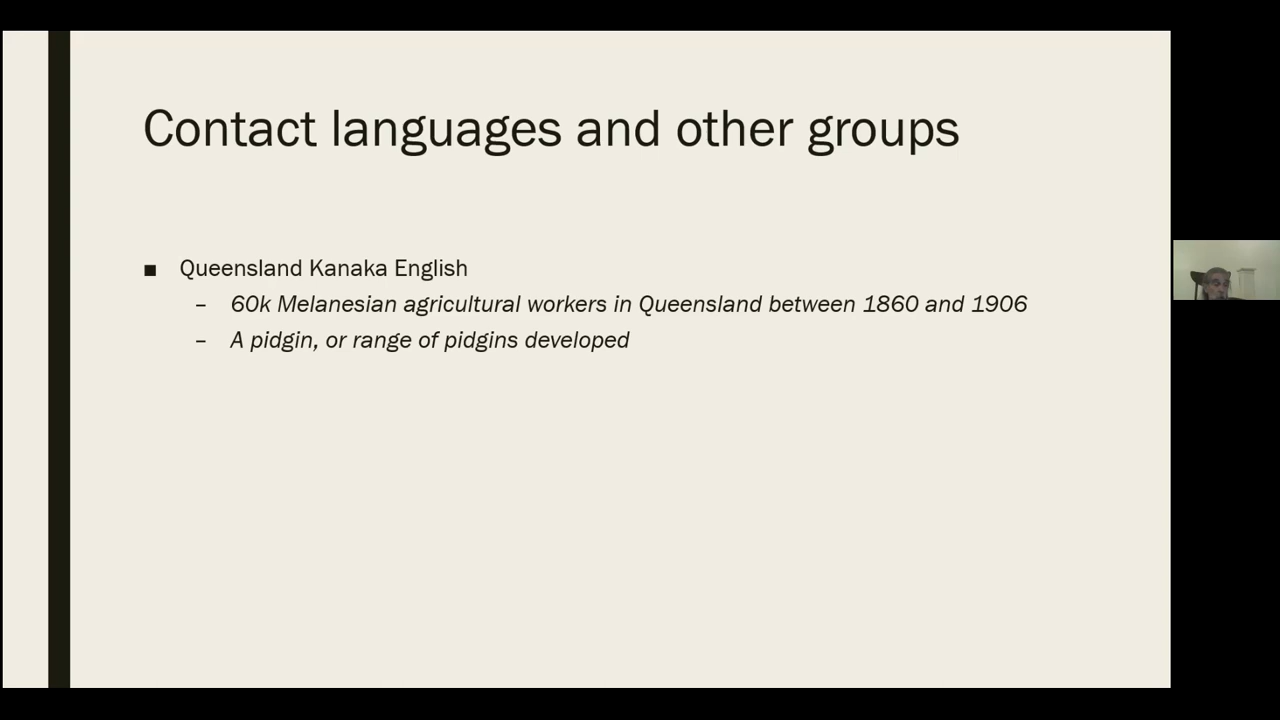 Contact languages and other groups
■ Queensland Kanaka English
– 60k Melanesian agricultural workers in Queensland between 1860 and 1906
– A pidgin, or range of pidgins developed